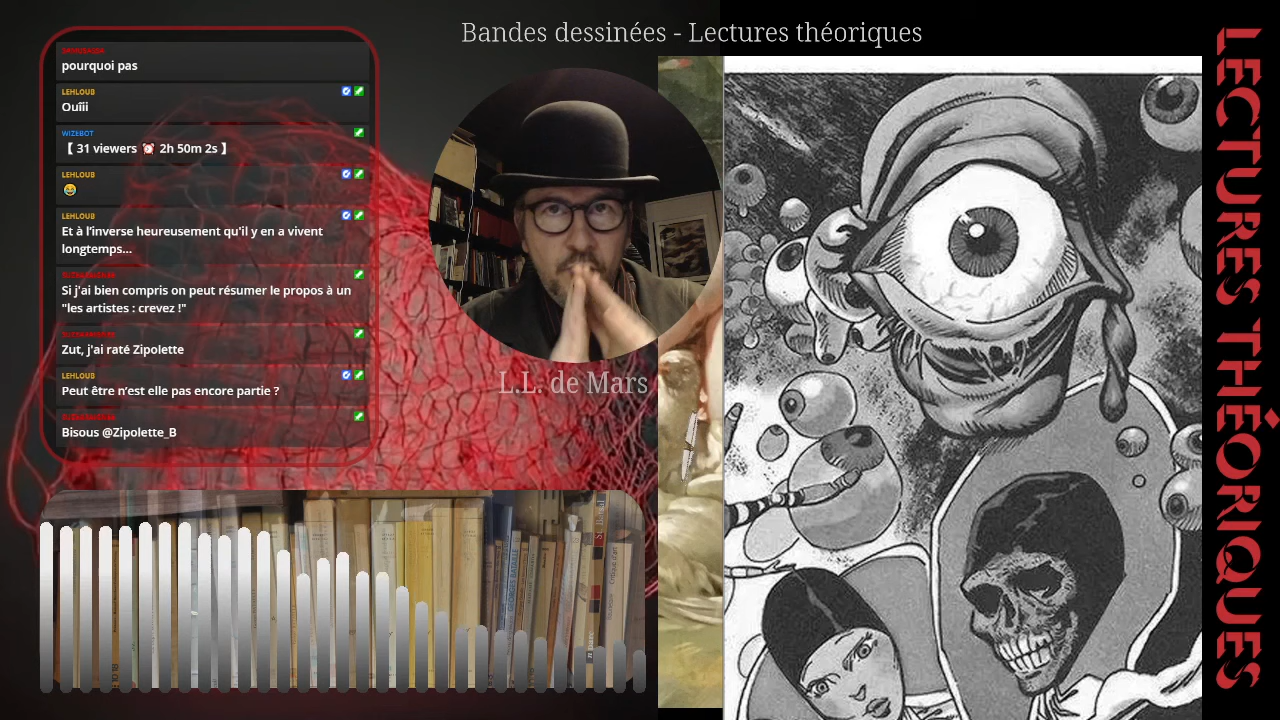 Bandes dessinées - Lectures théoriques
pourquoi pas
LEHLOUB
Ouîîi
WIZEBOT
【 31 viewers ⏰ 2h 50m 2s 】
LEHLOUB
😂
LEHLOUB
Et à l'inverse heureusement qu'il y en a vivent
longtemps...
Si j'ai bien compris on peut résumer le propos à un
"les artistes : crevez !"
Zut, j'ai raté Zipolette
LEHLOUB
Peut être n'est elle pas encore partie ?
Bisous @Zipolette_B
L.L. de Mars
LECTURES THÉORIQUES